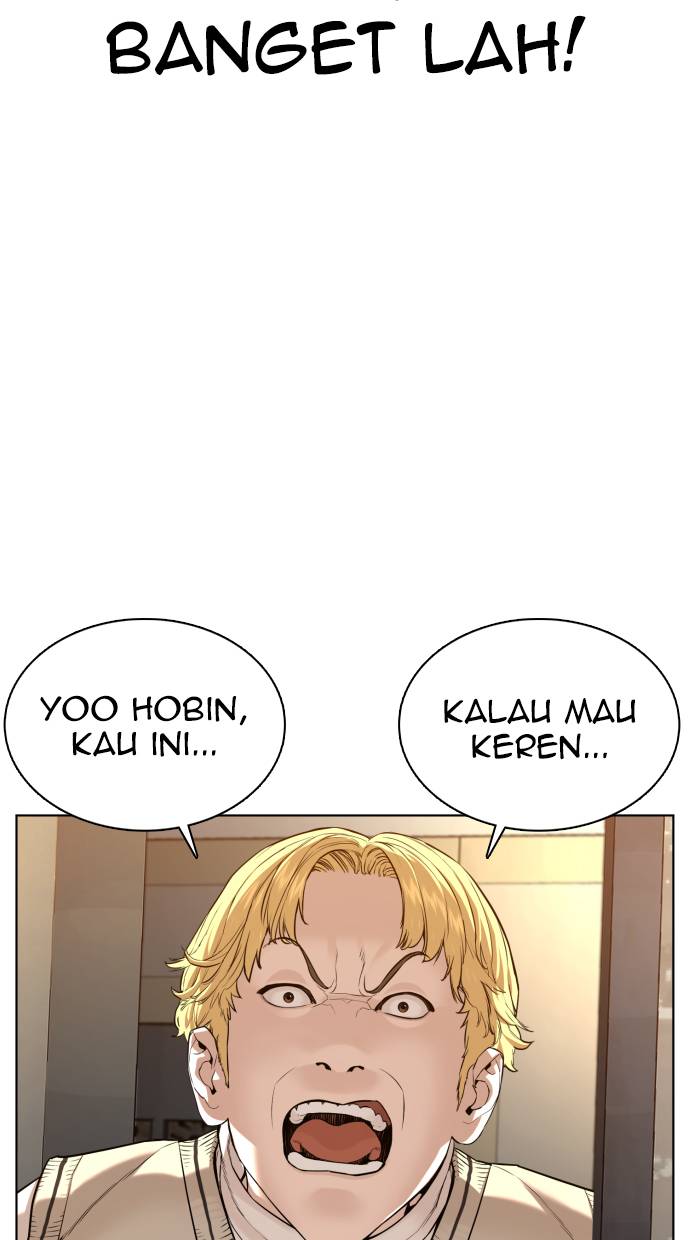 BANGET LAH!
YOO HOBIN,
KAU INI...
KALAU MAU
KEREN...